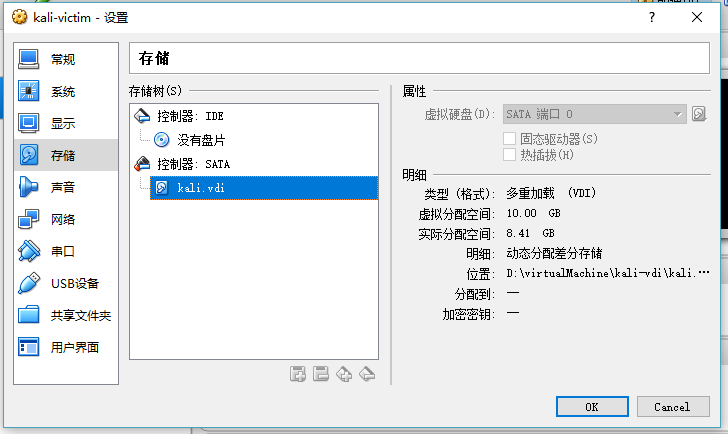 kali-victim - 设置
?
常规
系统
显示
存储
声音
网络
串口
USB设备
共享文件夹
用户界面
存储
存储树(S)
控制器: IDE
没有盘片
控制器: SATA
kali.vdi
属性
虚拟硬盘(D): SATA 端口 0
固态驱动器(S)
热插拔(H)
明细
类型 (格式): 多重加载 (VDI)
虚拟分配空间: 10.00 GB
实际分配空间: 8.41 GB
明细: 动态分配差分存储
位置: D:\virtualMachine\kali-vdi\kali.…
分配到: —
加密密钥: —
OK
Cancel